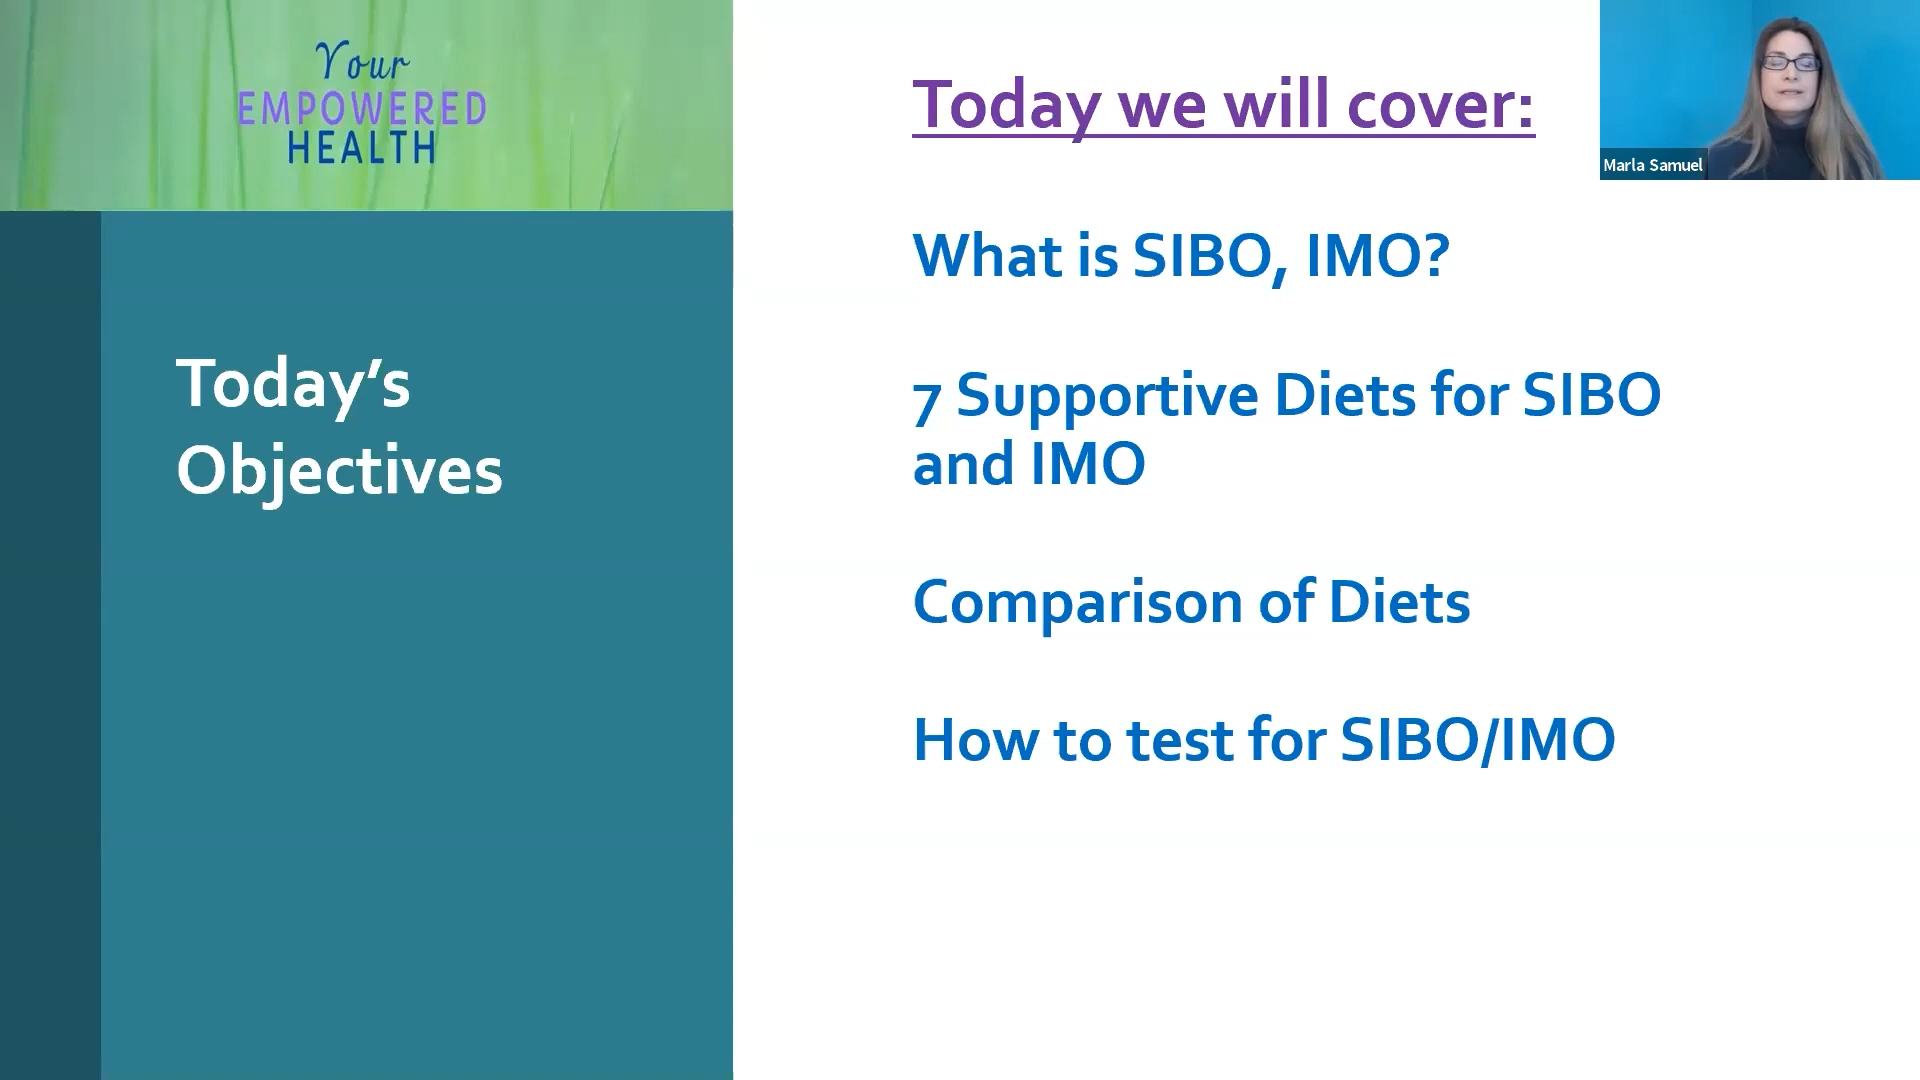 Your
EMPOWERED
HEALTH
Today's
Objectives
Today we will cover:
What is SIBO, IMO?
7 Supportive Diets for SIBO
and IMO
Comparison of Diets
How to test for SIBO/IMO
Marla Samuel